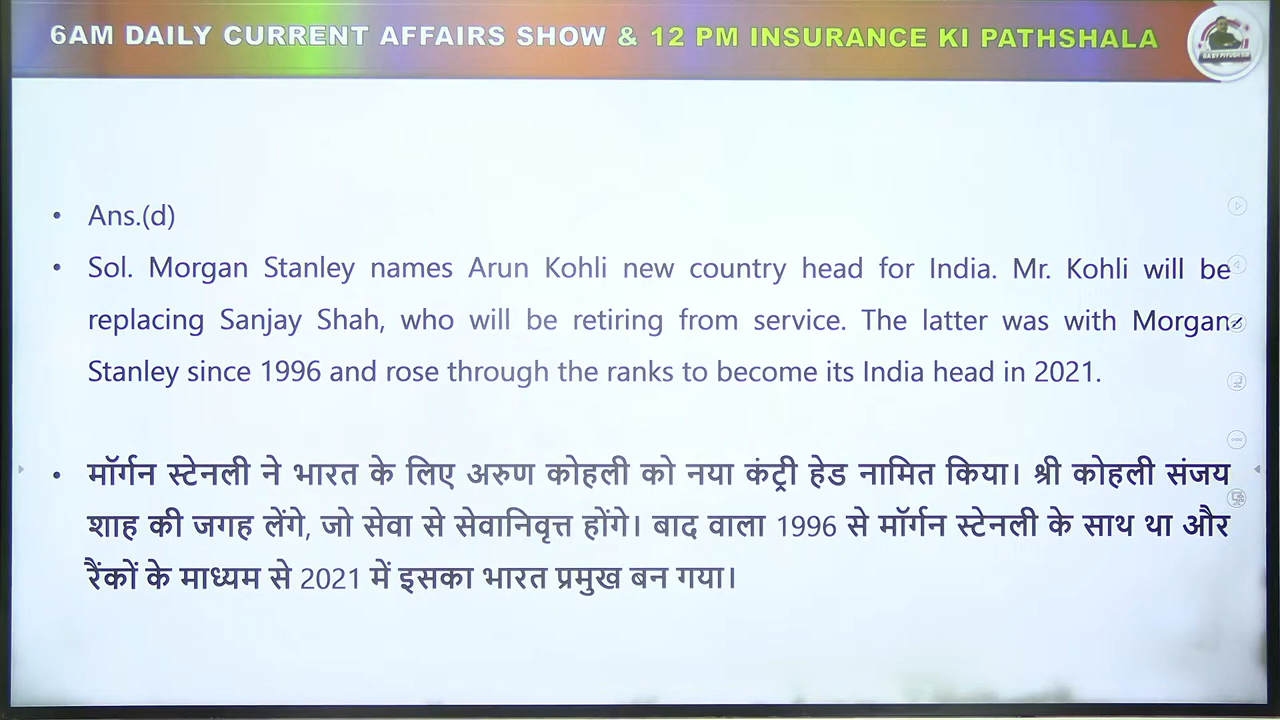 6AM DAILY CURRENT AFFAIRS SHOW & 12 PM INSURANCE KI PATHSHALA
• Ans.(d)
• Sol. Morgan Stanley names Arun Kohli new country head for India. Mr. Kohli will be
replacing Sanjay Shah, who will be retiring from service. The latter was with Morgan
Stanley since 1996 and rose through the ranks to become its India head in 2021.
• मॉर्गन स्टेनली ने भारत के लिए अरुण कोहली को नया कंट्री हेड नामित किया। श्री कोहली संजय
शाह की जगह लेंगे, जो सेवा से सेवानिवृत्त होंगे। बाद वाला 1996 से मॉर्गन स्टेनली के साथ था और
रैंकों के माध्यम से 2021 में इसका भारत प्रमुख बन गया।